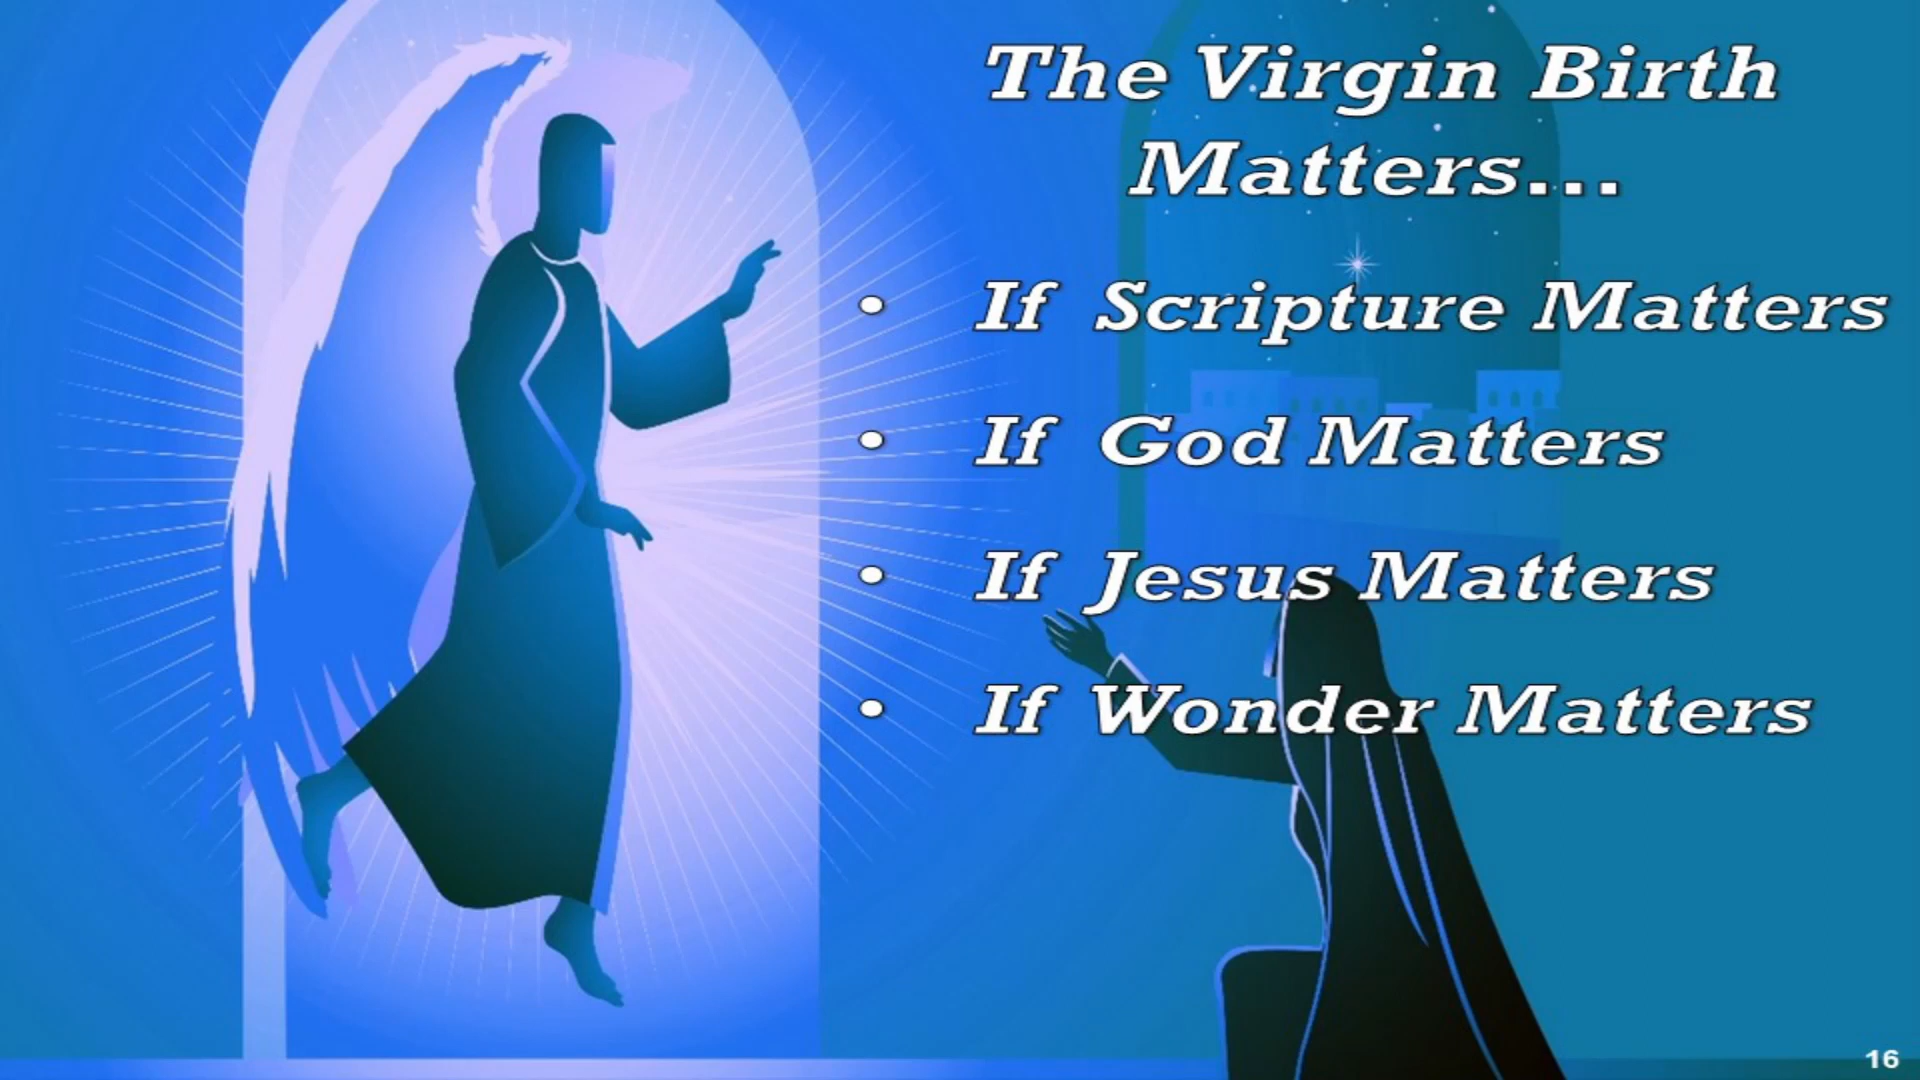 The Virgin Birth
Matters...
• If Scripture Matters
• If God Matters
• If Jesus Matters
• If Wonder Matters
16